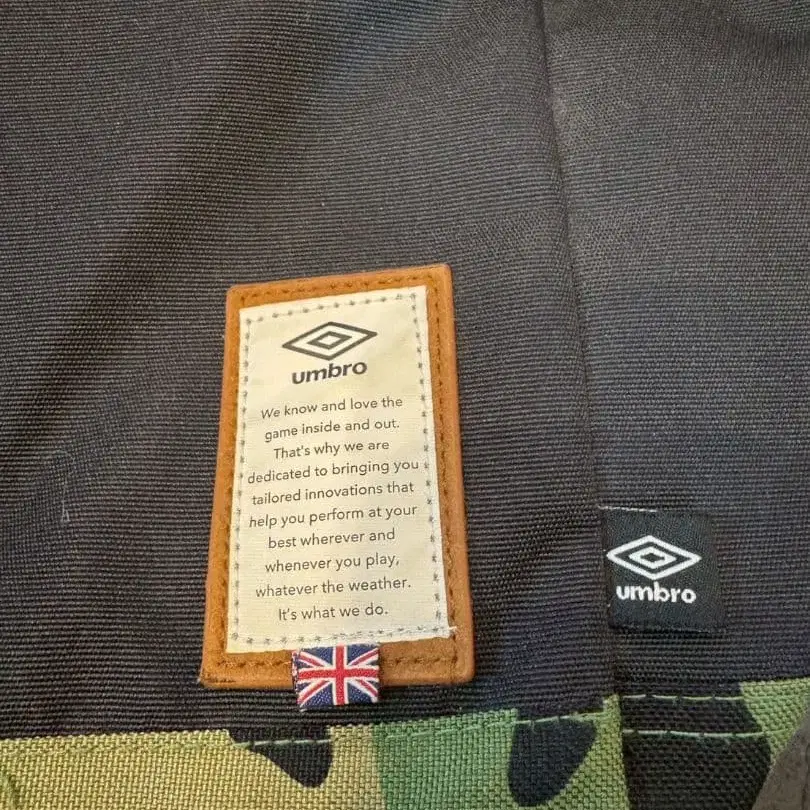 umbro
We know and love the
game inside and out.
That's why we are
dedicated to bringing you
tailored innovations that
help you perform at your
best wherever and
whenever you play,
whatever the weather.
It's what we do.
umbro